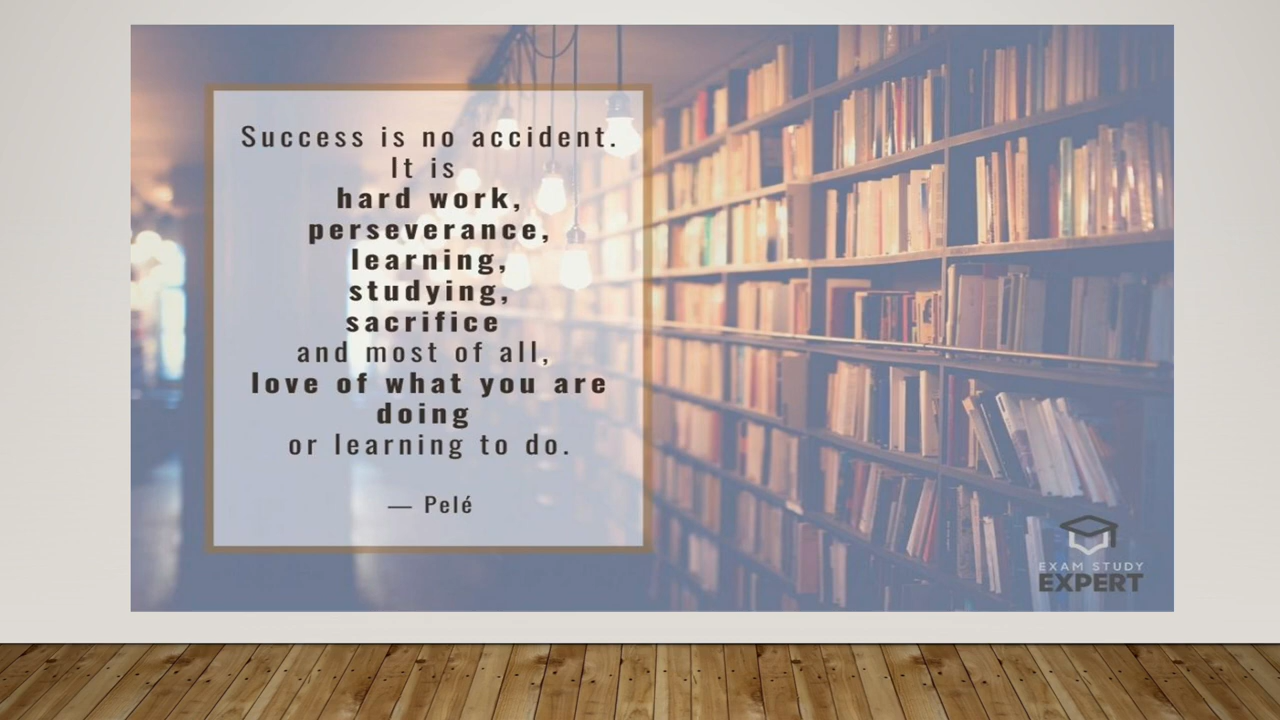 Success is no accident.
It is
hard work,
perseverance,
learning,
studying,
sacrifice
and most of all,
love of what you are
doing
or learning to do.
— Pelé
EXAM STUDY
EXPERT